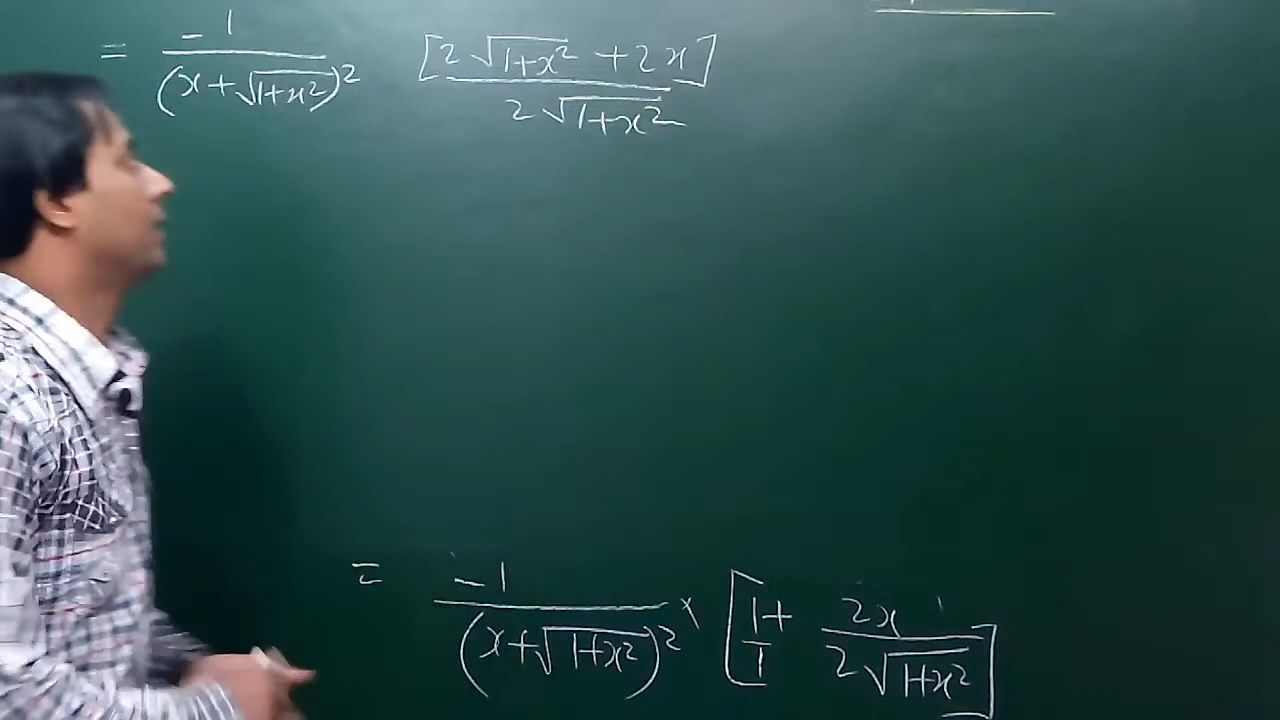 = -1/(x+√(1+x²))² [2√(1+x²) + 2x]/2√(1+x²)
= -1/(x+√(1+x²))² × [1/1 + 2x/2√(1+x²)]